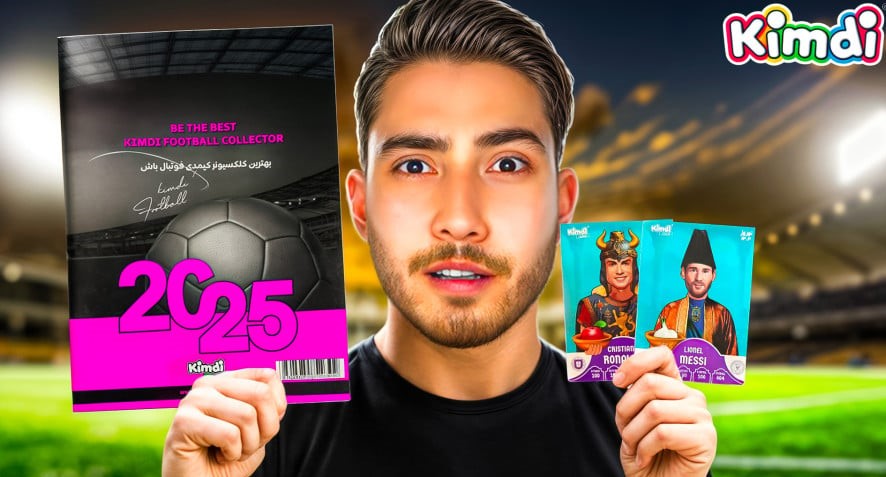 BE THE BEST
KIMDI FOOTBALL COLLECTOR
بهترین کلکسیونر کیمدی فوتبال باش
Kimdi
Football
2025
Kimdi
Kimdi
Kimdi
CRISTIANO
Kimdi
LIONEL
MESSI